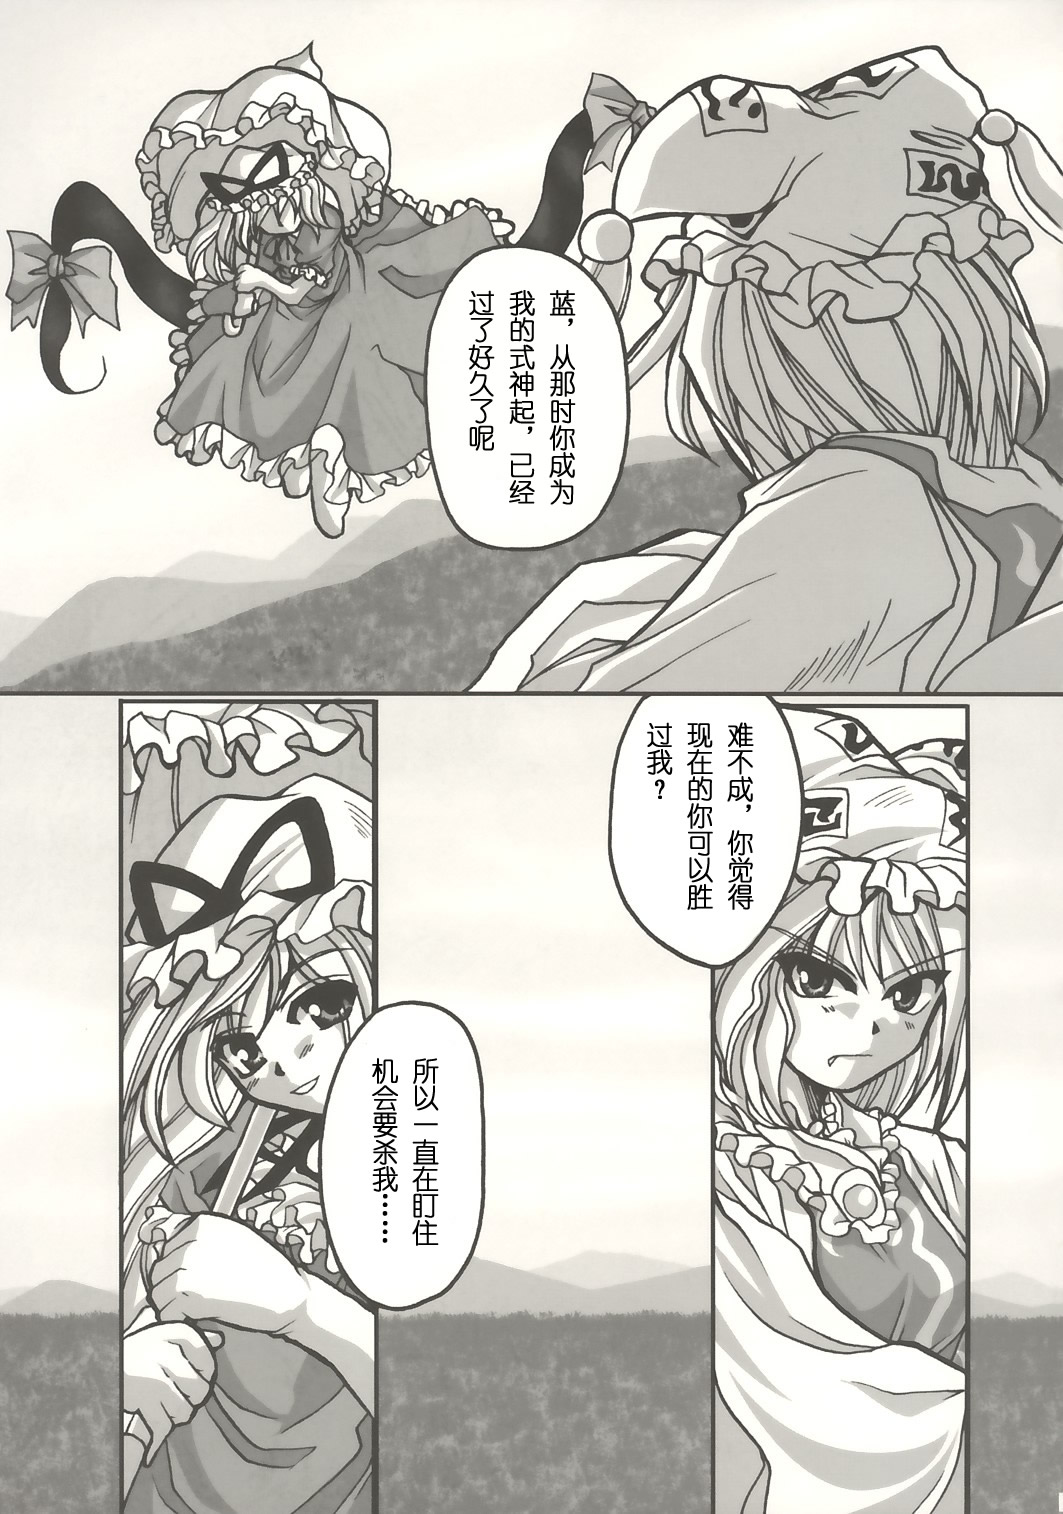 蓝，从那时你成为
我的式神起，已经
过了好久了呢
难不成，你觉得
现在的你可以胜
过我？
所以一直在盯住
机会要杀我……